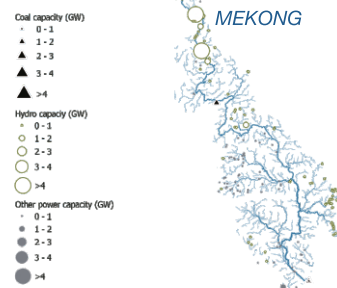 MEKONG
Coal capacity (GW)
0 - 1
1 - 2
2 - 3
3 - 4
>4
Hydro capaciy (GW)
0 - 1
1 - 2
2 - 3
3 - 4
>4
Other power capacity (GW)
0 - 1
1 - 2
2 - 3
3 - 4
>4